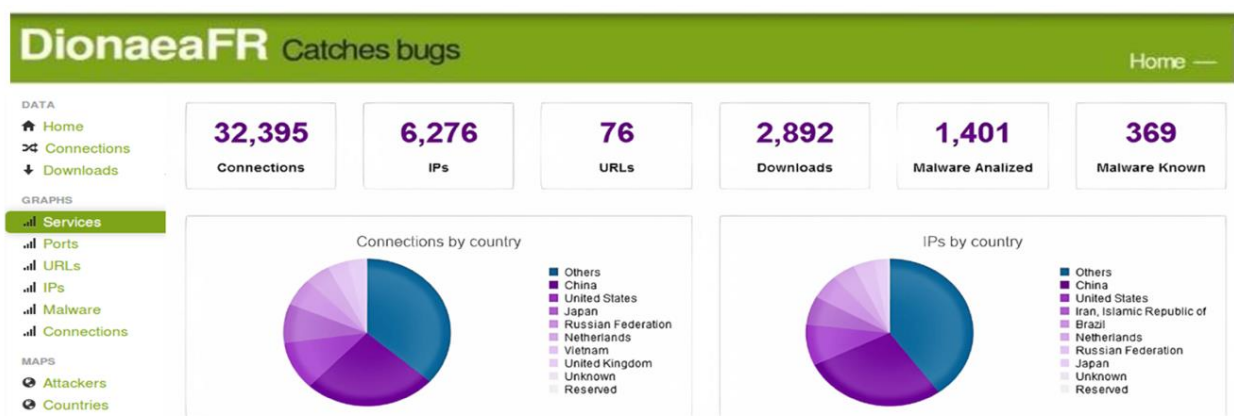 DionaeaFR Catches bugs
Home —
DATA
Home
Connections
Downloads
GRAPHS
Services
Ports
URLs
IPs
Malware
Connections
MAPS
Attackers
Countries
32,395
Connections
6,276
IPs
76
URLs
2,892
Downloads
1,401
Malware Analized
369
Malware Known
Connections by country
Others
China
United States
Japan
Russian Federation
Netherlands
Vietnam
United Kingdom
Unknown
Reserved
IPs by country
Others
China
United States
Iran, Islamic Republic of
Brazil
Netherlands
Russian Federation
Japan
Unknown
Reserved